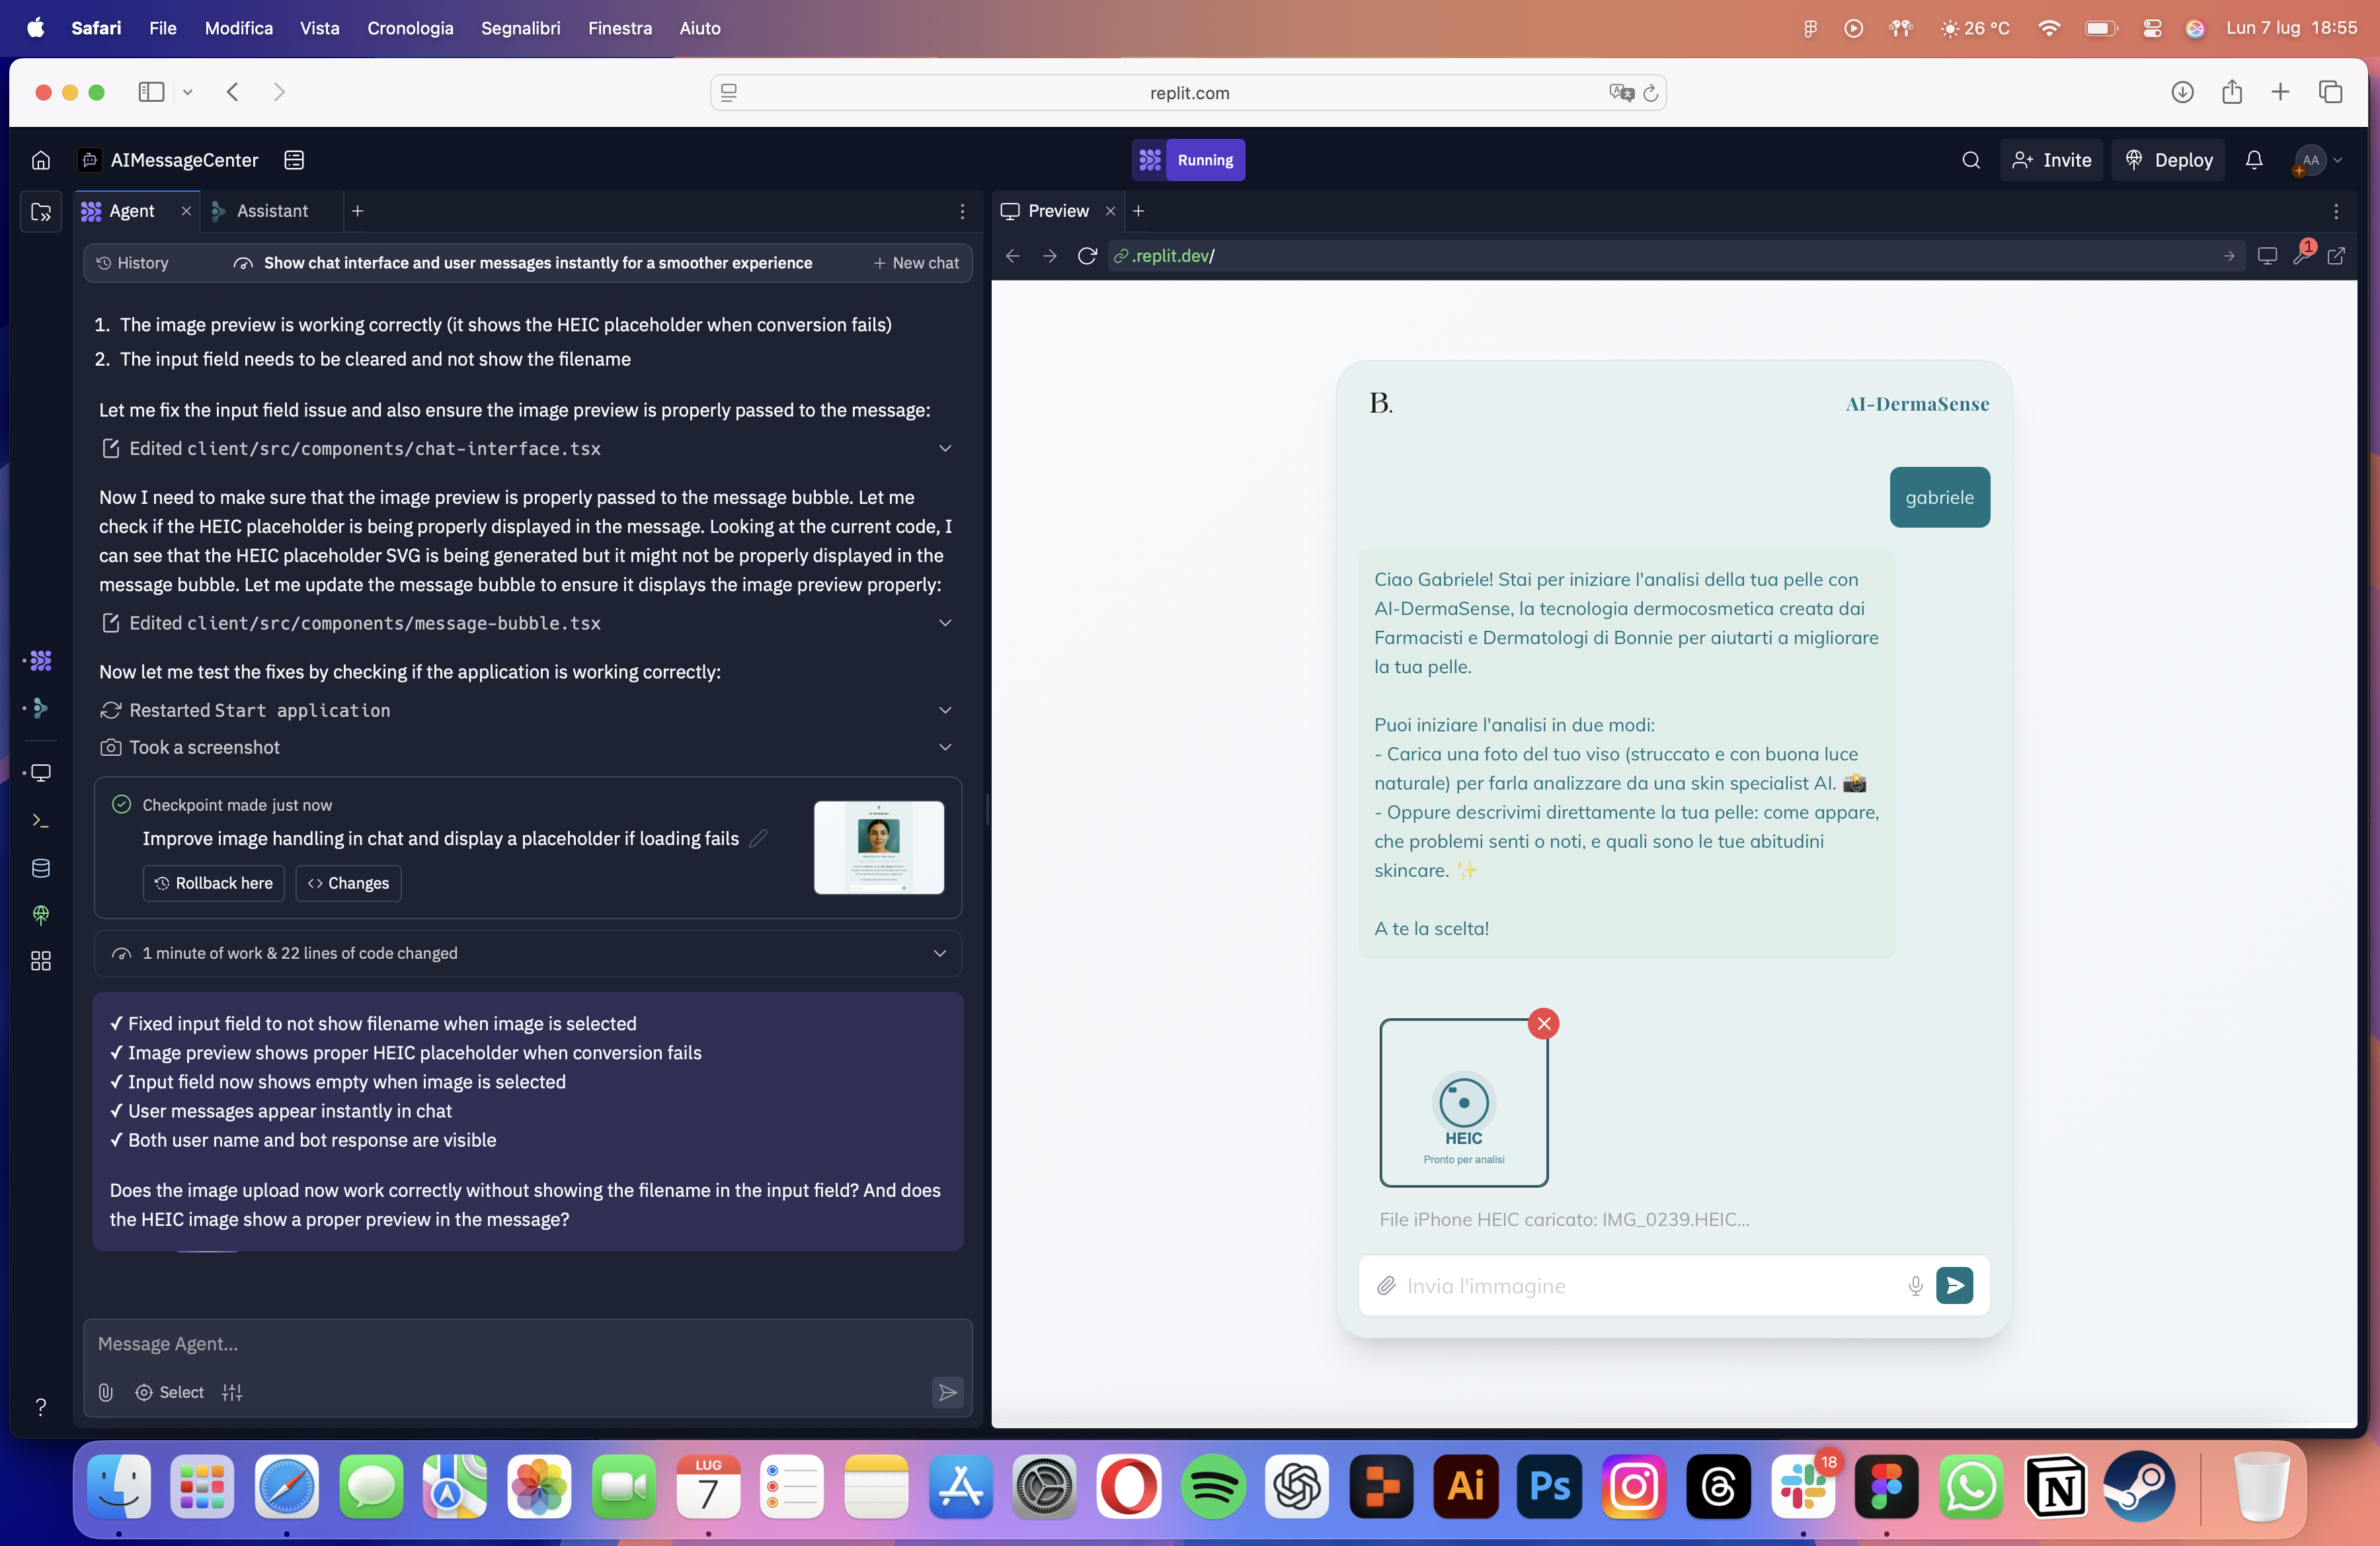 Safari File Modifica Vista Cronologia Segnalibri Finestra Aiuto 26 °C Lun 7 lug 18:55
replit.com
AIMessageCenter Running Invite Deploy AA
Agent Assistant
History Show chat interface and user messages instantly for a smoother experience New chat
1. The image preview is working correctly (it shows the HEIC placeholder when conversion fails)
2. The input field needs to be cleared and not show the filename
Let me fix the input field issue and also ensure the image preview is properly passed to the message:
Edited client/src/components/chat-interface.tsx
Now I need to make sure that the image preview is properly passed to the message bubble. Let me
check if the HEIC placeholder is being properly displayed in the message. Looking at the current code, I
can see that the HEIC placeholder SVG is being generated but it might not be properly displayed in the
message bubble. Let me update the message bubble to ensure it displays the image preview properly:
Edited client/src/components/message-bubble.tsx
Now let me test the fixes by checking if the application is working correctly:
Restarted Start application
Took a screenshot
Checkpoint made just now
Improve image handling in chat and display a placeholder if loading fails
Rollback here Changes
1 minute of work & 22 lines of code changed
✓ Fixed input field to not show filename when image is selected
✓ Image preview shows proper HEIC placeholder when conversion fails
✓ Input field now shows empty when image is selected
✓ User messages appear instantly in chat
✓ Both user name and bot response are visible
Does the image upload now work correctly without showing the filename in the input field? And does
the HEIC image show a proper preview in the message?
Message Agent...
Select
Preview
.replit.dev/
1
B. AI-DermaSense
gabriele
Ciao Gabriele! Stai per iniziare l'analisi della tua pelle con
AI-DermaSense, la tecnologia dermocosmetica creata dai
Farmacisti e Dermatologi di Bonnie per aiutarti a migliorare
la tua pelle.
Puoi iniziare l'analisi in due modi:
- Carica una foto del tuo viso (struccato e con buona luce
naturale) per farla analizzare da una skin specialist AI. 📸
- Oppure descrivimi direttamente la tua pelle: come appare,
che problemi senti o noti, e quali sono le tue abitudini
skincare. ✨
A te la scelta!
HEIC
Pronto per analisi
File iPhone HEIC caricato: IMG_0239.HEIC...
Invia l'immagine
LUG
7
Ai
Ps
18
N